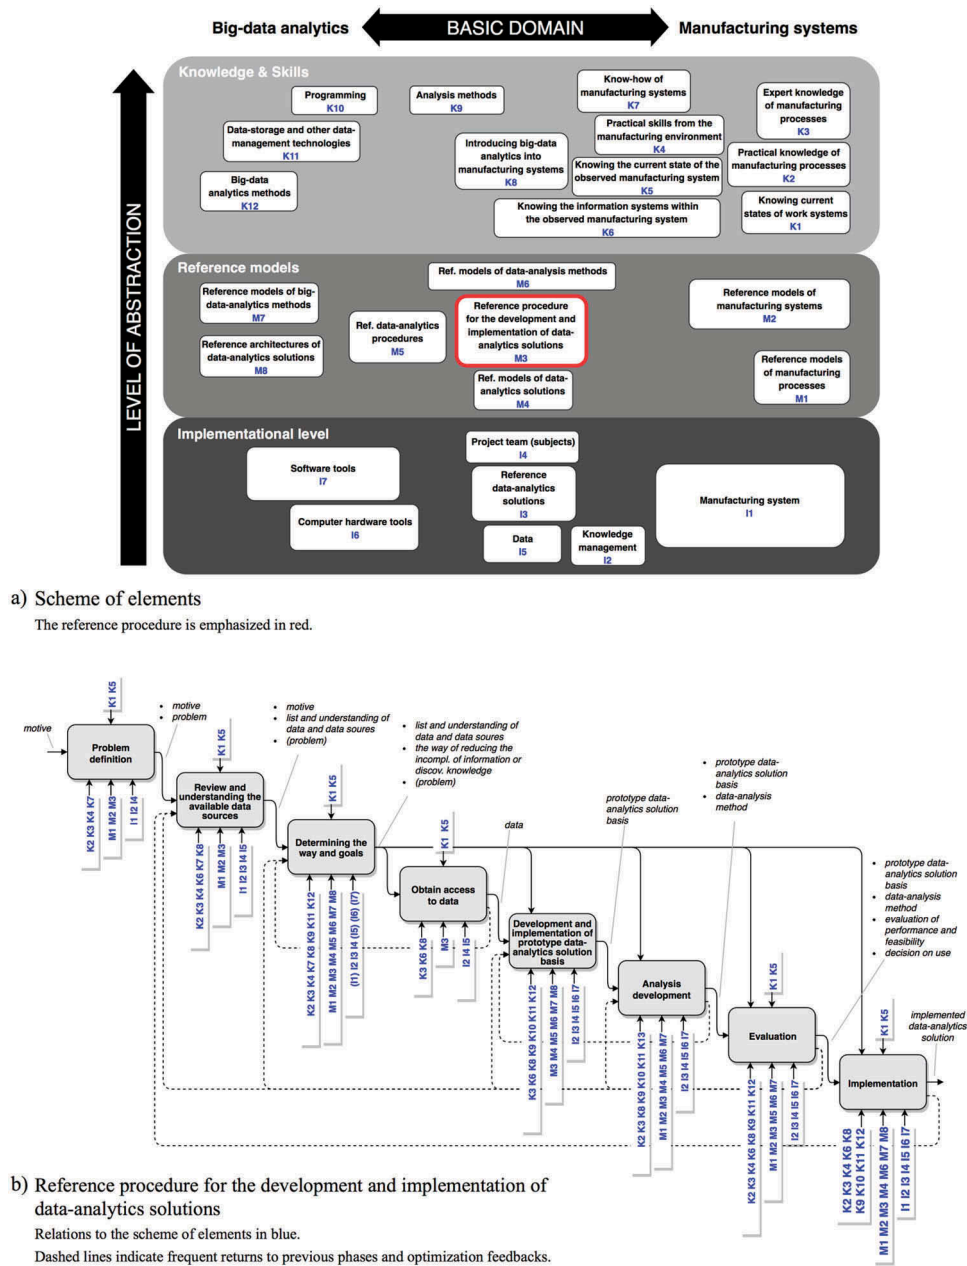 Big-data analytics BASIC DOMAIN Manufacturing systems
LEVEL OF ABSTRACTION
Knowledge & Skills
Programming
K10
Analysis methods
K9
Know-how of
manufacturing systems
K7
Expert knowledge
of manufacturing
processes
K3
Data-storage and other data-
management technologies
K11
Practical skills from the
manufacturing environment
K4
Introducing big-data
analytics into
manufacturing systems
K8
Practical knowledge of
manufacturing processes
K2
Knowing the current state of the
observed manufacturing system
K5
Big-data
analytics methods
K12
Knowing the information systems within
the observed manufacturing system
K6
Knowing current
states of work systems
K1
Reference models
Ref. models of data-analysis methods
M6
Reference models of big-
data-analytics methods
M7
Reference models of
manufacturing systems
M2
Reference procedure
for the development and
implementation of data-
analytics solutions
M3
Ref. data-analytics
procedures
M5
Reference architectures of
data-analytics solutions
M8
Reference models
of manufacturing
processes
M1
Ref. models of data-
analytics solutions
M4
Implementational level
Project team (subjects)
I4
Software tools
I7
Reference
data-analytics
solutions
I3
Manufacturing system
I1
Computer hardware tools
I6
Data
I5
Knowledge
management
I2
a) Scheme of elements
The reference procedure is emphasized in red.
motive
K1 K5
Problem
definition
K2 K3 K4 K7
M1 M2 M3
I1 I2 I4
• motive
• problem
K1 K5
Review and
understanding the
available data
sources
K2 K3 K4 K6 K7 K8
M1 M2 M3
I1 I2 I3 I4 I5
• motive
• list and understanding of
data and data soures
• (problem)
K1 K5
Determining the
way and goals
K2 K3 K4 K7 K8 K9 K11 K12
M1 M2 M3 M4 M5 M6 M7 M8
(I1) I2 I3 I4 (I5) (I6) (I7)
• list and understanding of
data and data soures
• the way of reducing the
incompl. of information or
discov. knowledge
• (problem)
K1 K5
Obtain access
to data
K3 K6 K8
M3
I2 I4 I5
data
Development and
implementation of
prototype data-
analytics solution
basis
K3 K6 K8 K9 K10 K11 K12
M3 M4 M5 M6 M7 M8
I2 I3 I4 I5 I6 I7
prototype data-
analytics solution
basis
Analysis
development
K2 K3 K8 K9 K10 K11 K13
M1 M2 M3 M4 M5 M6 M7
I2 I3 I4 I5 I6 I7
• prototype data-
analytics solution
basis
• data-analysis
method
K1 K5
Evaluation
K2 K3 K4 K6 K8 K9 K11 K12
M1 M2 M3 M5 M6 M7
I2 I3 I4 I5 I6 I7
• prototype data-
analytics solution
basis
• data-analysis
method
• evaluation of
performance and
feasibility
• decision on use
K1 K5
Implementation
K2 K3 K4 K6 K8
K9 K10 K11 K12
M1 M2 M3 M4 M6 M7 M8
I1 I2 I3 I4 I5 I6 I7
implemented
data-analytics
solution
b) Reference procedure for the development and implementation of
data-analytics solutions
Relations to the scheme of elements in blue.
Dashed lines indicate frequent returns to previous phases and optimization feedbacks.